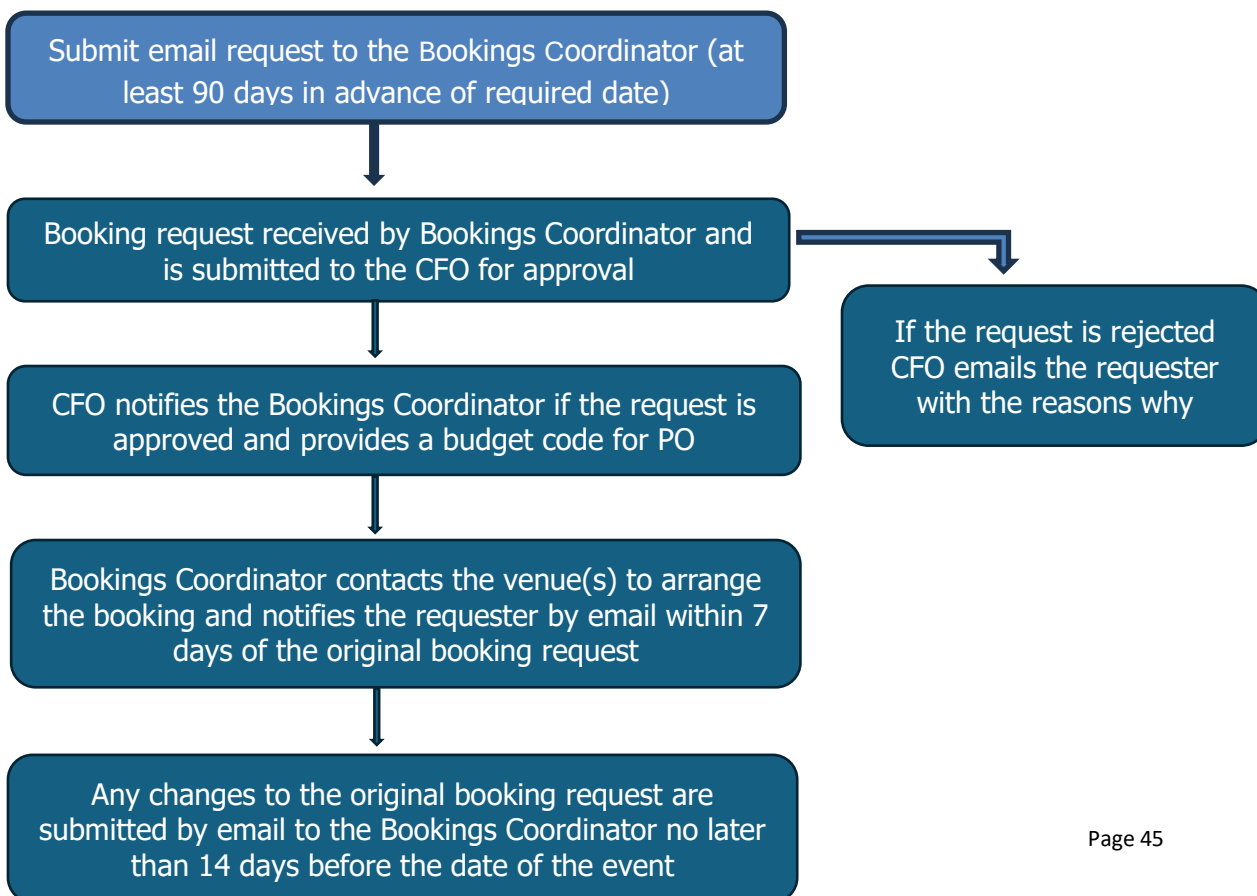 Submit email request to the Bookings Coordinator (at
least 90 days in advance of required date)
Booking request received by Bookings Coordinator and
is submitted to the CFO for approval
If the request is rejected
CFO emails the requester
with the reasons why
CFO notifies the Bookings Coordinator if the request is
approved and provides a budget code for PO
Bookings Coordinator contacts the venue(s) to arrange
the booking and notifies the requester by email within 7
days of the original booking request
Any changes to the original booking request are
submitted by email to the Bookings Coordinator no later
than 14 days before the date of the event
Page 45